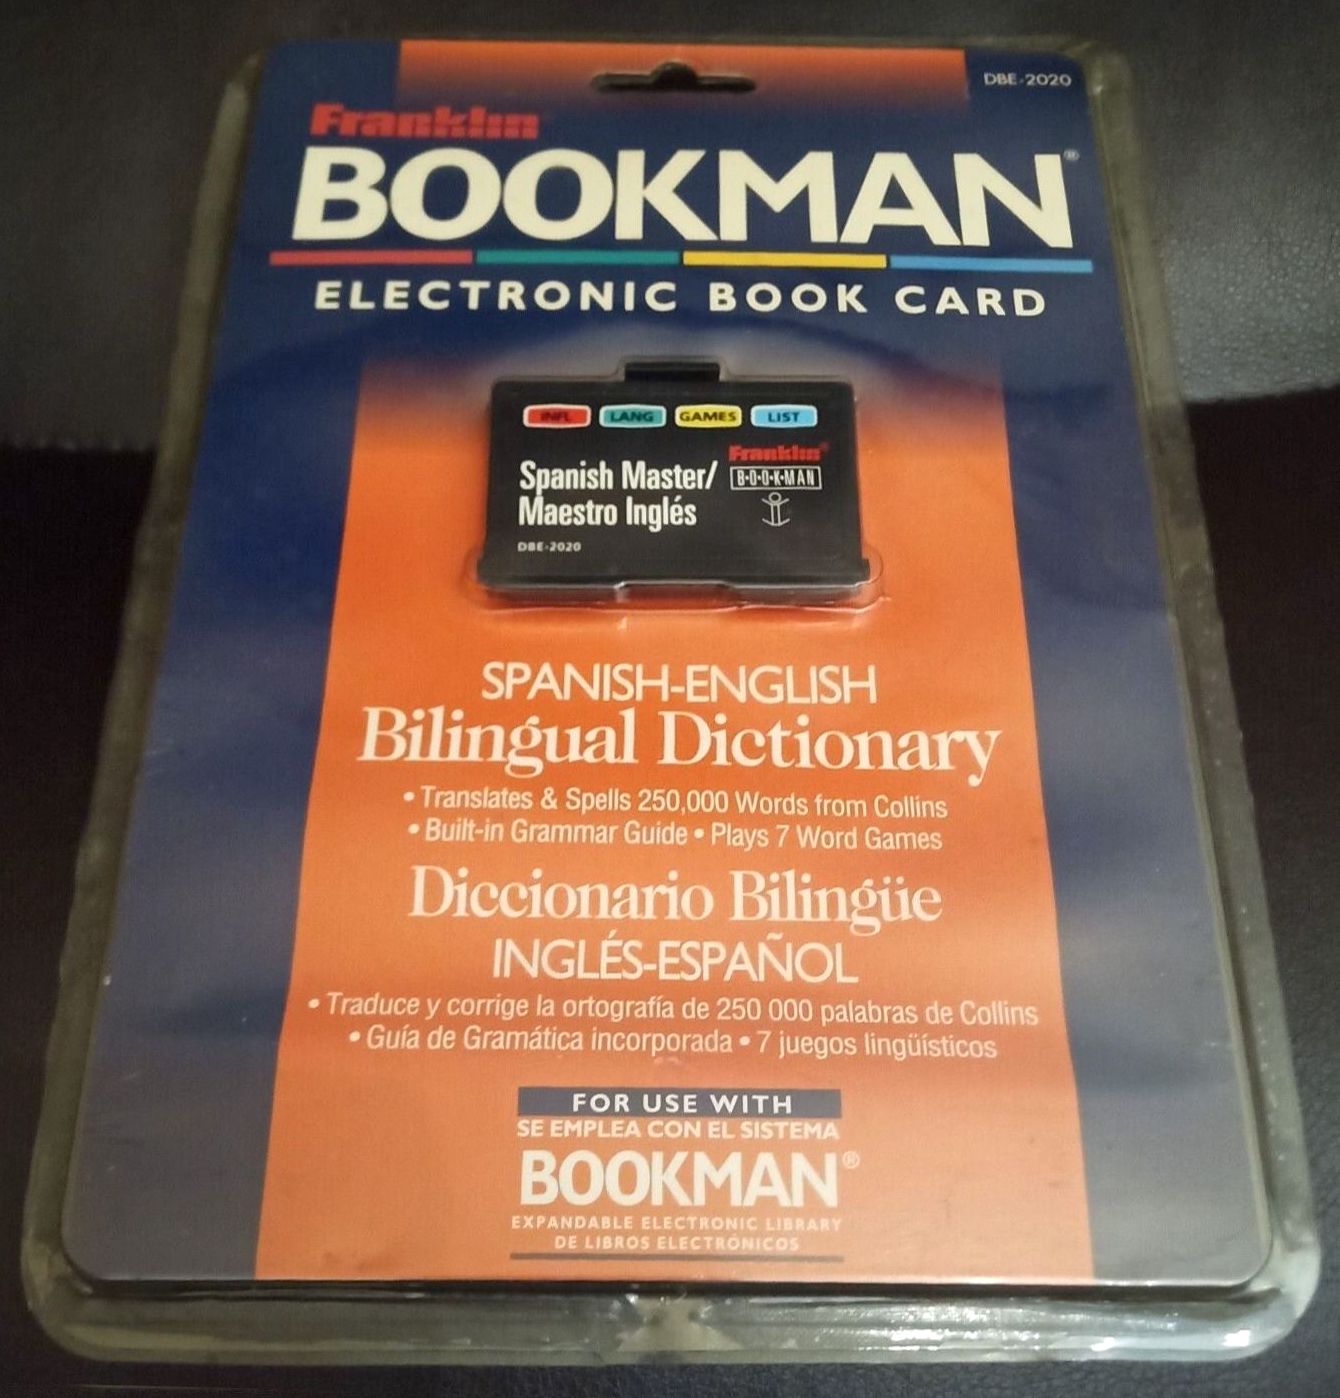 DBE-2020
Franklin
BOOKMAN®
ELECTRONIC BOOK CARD
INFL LANG GAMES LIST
Franklin®
Spanish Master/
B•O•O•K•MAN
Maestro Inglés
DBE-2020
SPANISH-ENGLISH
Bilingual Dictionary
• Translates & Spells 250,000 Words from Collins
• Built-in Grammar Guide • Plays 7 Word Games
Diccionario Bilingüe
INGLÉS-ESPAÑOL
• Traduce y corrige la ortografía de 250 000 palabras de Collins
• Guía de Gramática incorporada • 7 juegos lingüísticos
FOR USE WITH
SE EMPLEA CON EL SISTEMA
BOOKMAN®
EXPANDABLE ELECTRONIC LIBRARY
DE LIBROS ELECTRÓNICOS